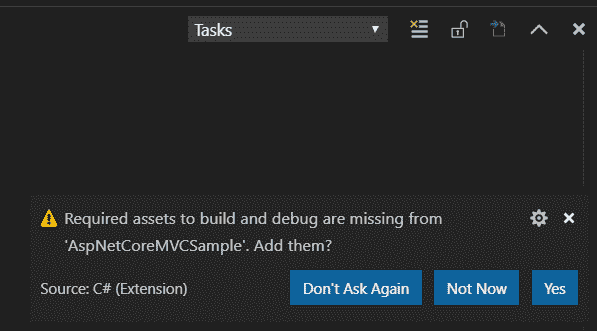 Tasks
Required assets to build and debug are missing from
'AspNetCoreMVCSample'. Add them?
Source: C# (Extension)
Don't Ask Again
Not Now
Yes